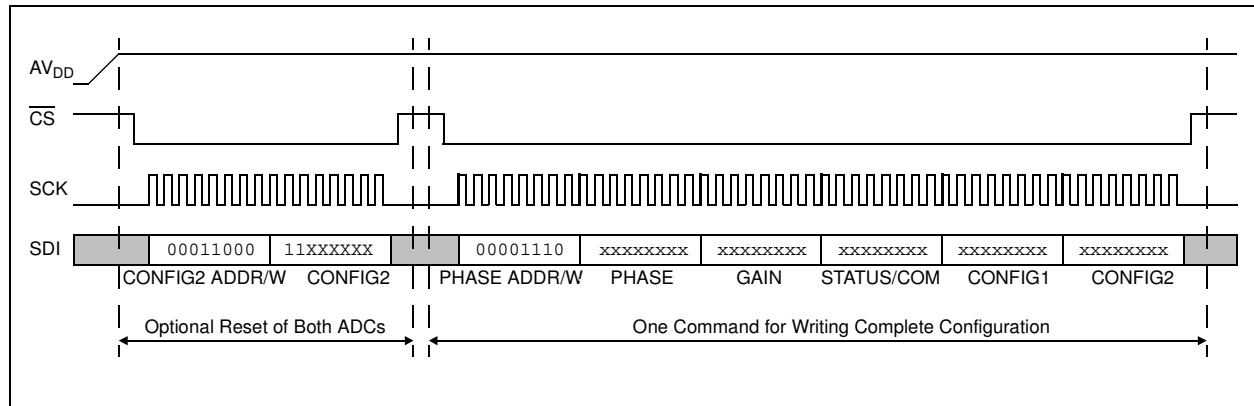 AVDD
CS
SCK
SDI
00011000 11XXXXXX 00001110 xxxxxxxx xxxxxxxx xxxxxxxx xxxxxxxx xxxxxxxx
CONFIG2 ADDR/W CONFIG2 PHASE ADDR/W PHASE GAIN STATUS/COM CONFIG1 CONFIG2
Optional Reset of Both ADCs One Command for Writing Complete Configuration